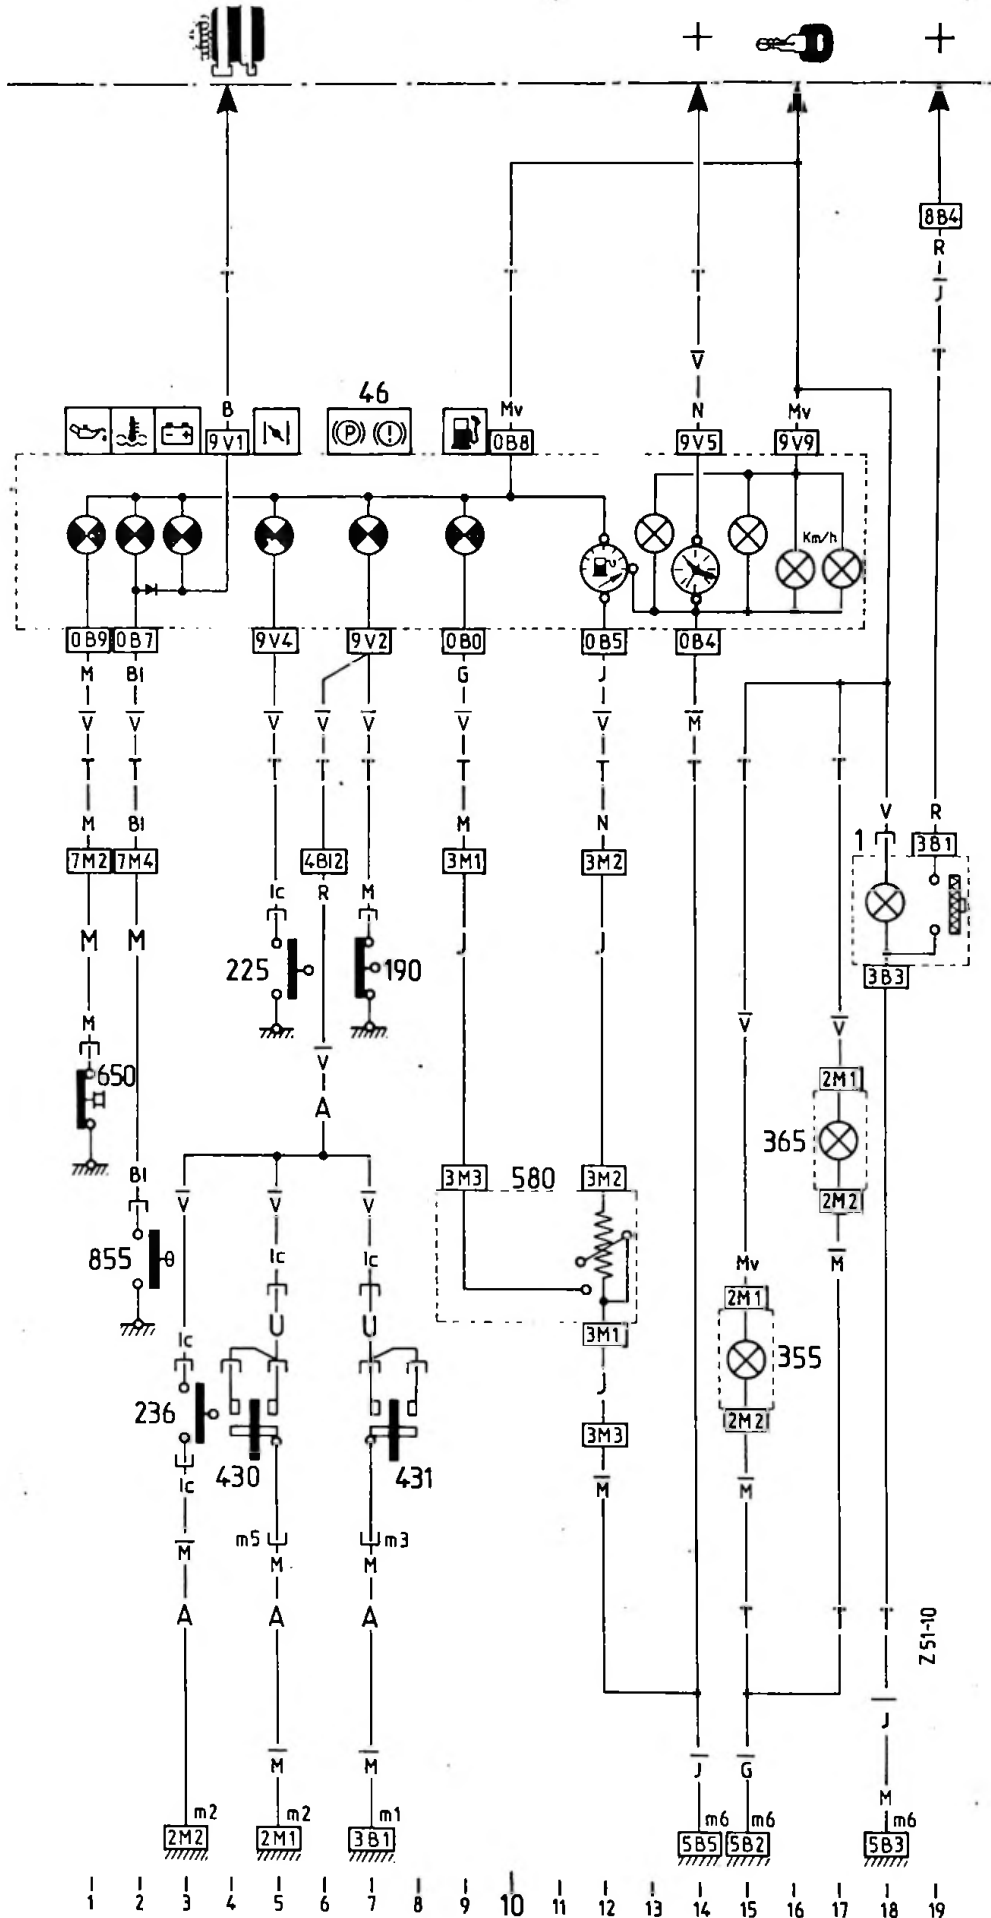 + +
8B4
R
J
T T T T
V
46
B Mv N Mv
9V1 0B8 9V5 9V9
(P) (!)
Km/h
0B9 0B7 9V4 9V2 0B0 0B5 0B4
M Bl G J
V V V V V V V M
T T T T T T T T T T
M Bl M N V R
7M2 7M4 4B12 3M1 3M2 1 3B1
Ic R M
M M J J
225 190
3B3
M V V V
650 A 2M1
365
Bl 3M3 580 3M2 2M1
V V V 2M2
855 Ic Ic Mv M
2M1
U U 3M1
Ic 355
236 J
2M2
430 431 3M3
Ic M M
m5 m3
M M M
A A A T T T
Z 51-10
J
M M J G
M
m2 m2 m1 m6 m6 m6
2M2 2M1 3B1 5B5 5B2 5B3
1 2 3 4 5 6 7 8 9 10 11 12 13 14 15 16 17 18 19